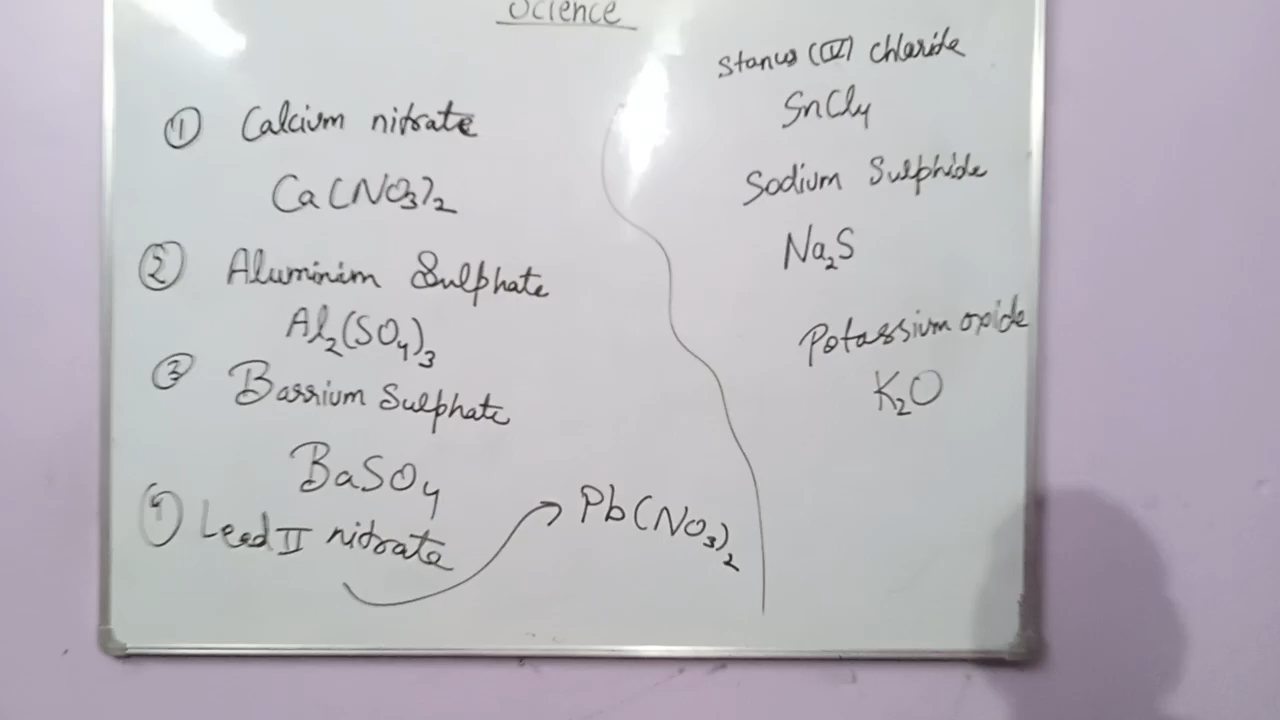 Science
① Calcium nitrate
Ca(NO3)2
② Aluminim Sulphate
Al2(SO4)3
③ Barrium Sulphate
BaSO4
④ Lead II nitrate → Pb(NO3)2
Stanus (IV) chloride
SnCl4
Sodium Sulphide
Na2S
Potassium oxide
K2O